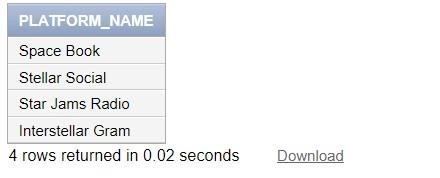 PLATFORM_NAME
Space Book
Stellar Social
Star Jams Radio
Interstellar Gram
4 rows returned in 0.02 seconds Download